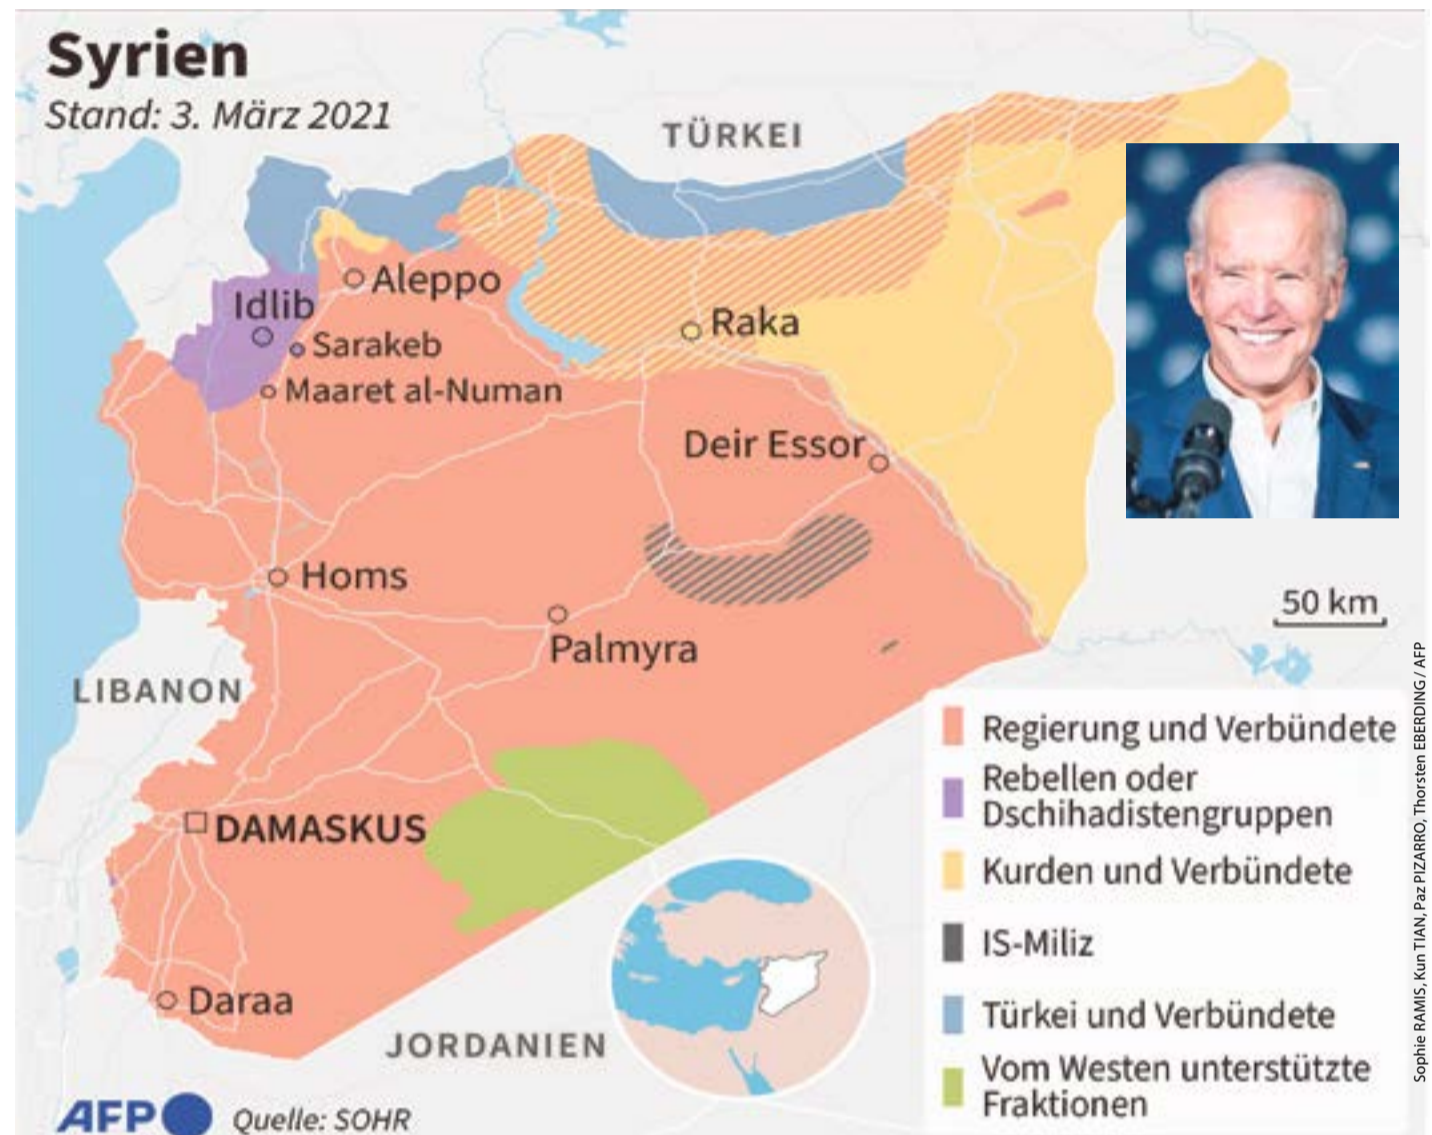 Syrien
Stand: 3. März 2021
TÜRKEI
Aleppo
Idlib
Sarakeb
Maaret al-Numan
Raka
Deir Essor
Homs
Palmyra
50 km
LIBANON
DAMASKUS
Daraa
JORDANIEN
Regierung und Verbündete
Rebellen oder
Dschihadistengruppen
Kurden und Verbündete
IS-Miliz
Türkei und Verbündete
Vom Westen unterstützte
Fraktionen
AFP
Quelle: SOHR
Sophie RAMIS, Kun TIAN, Paz PIZARRO, Thorsten EBERDING / AFP